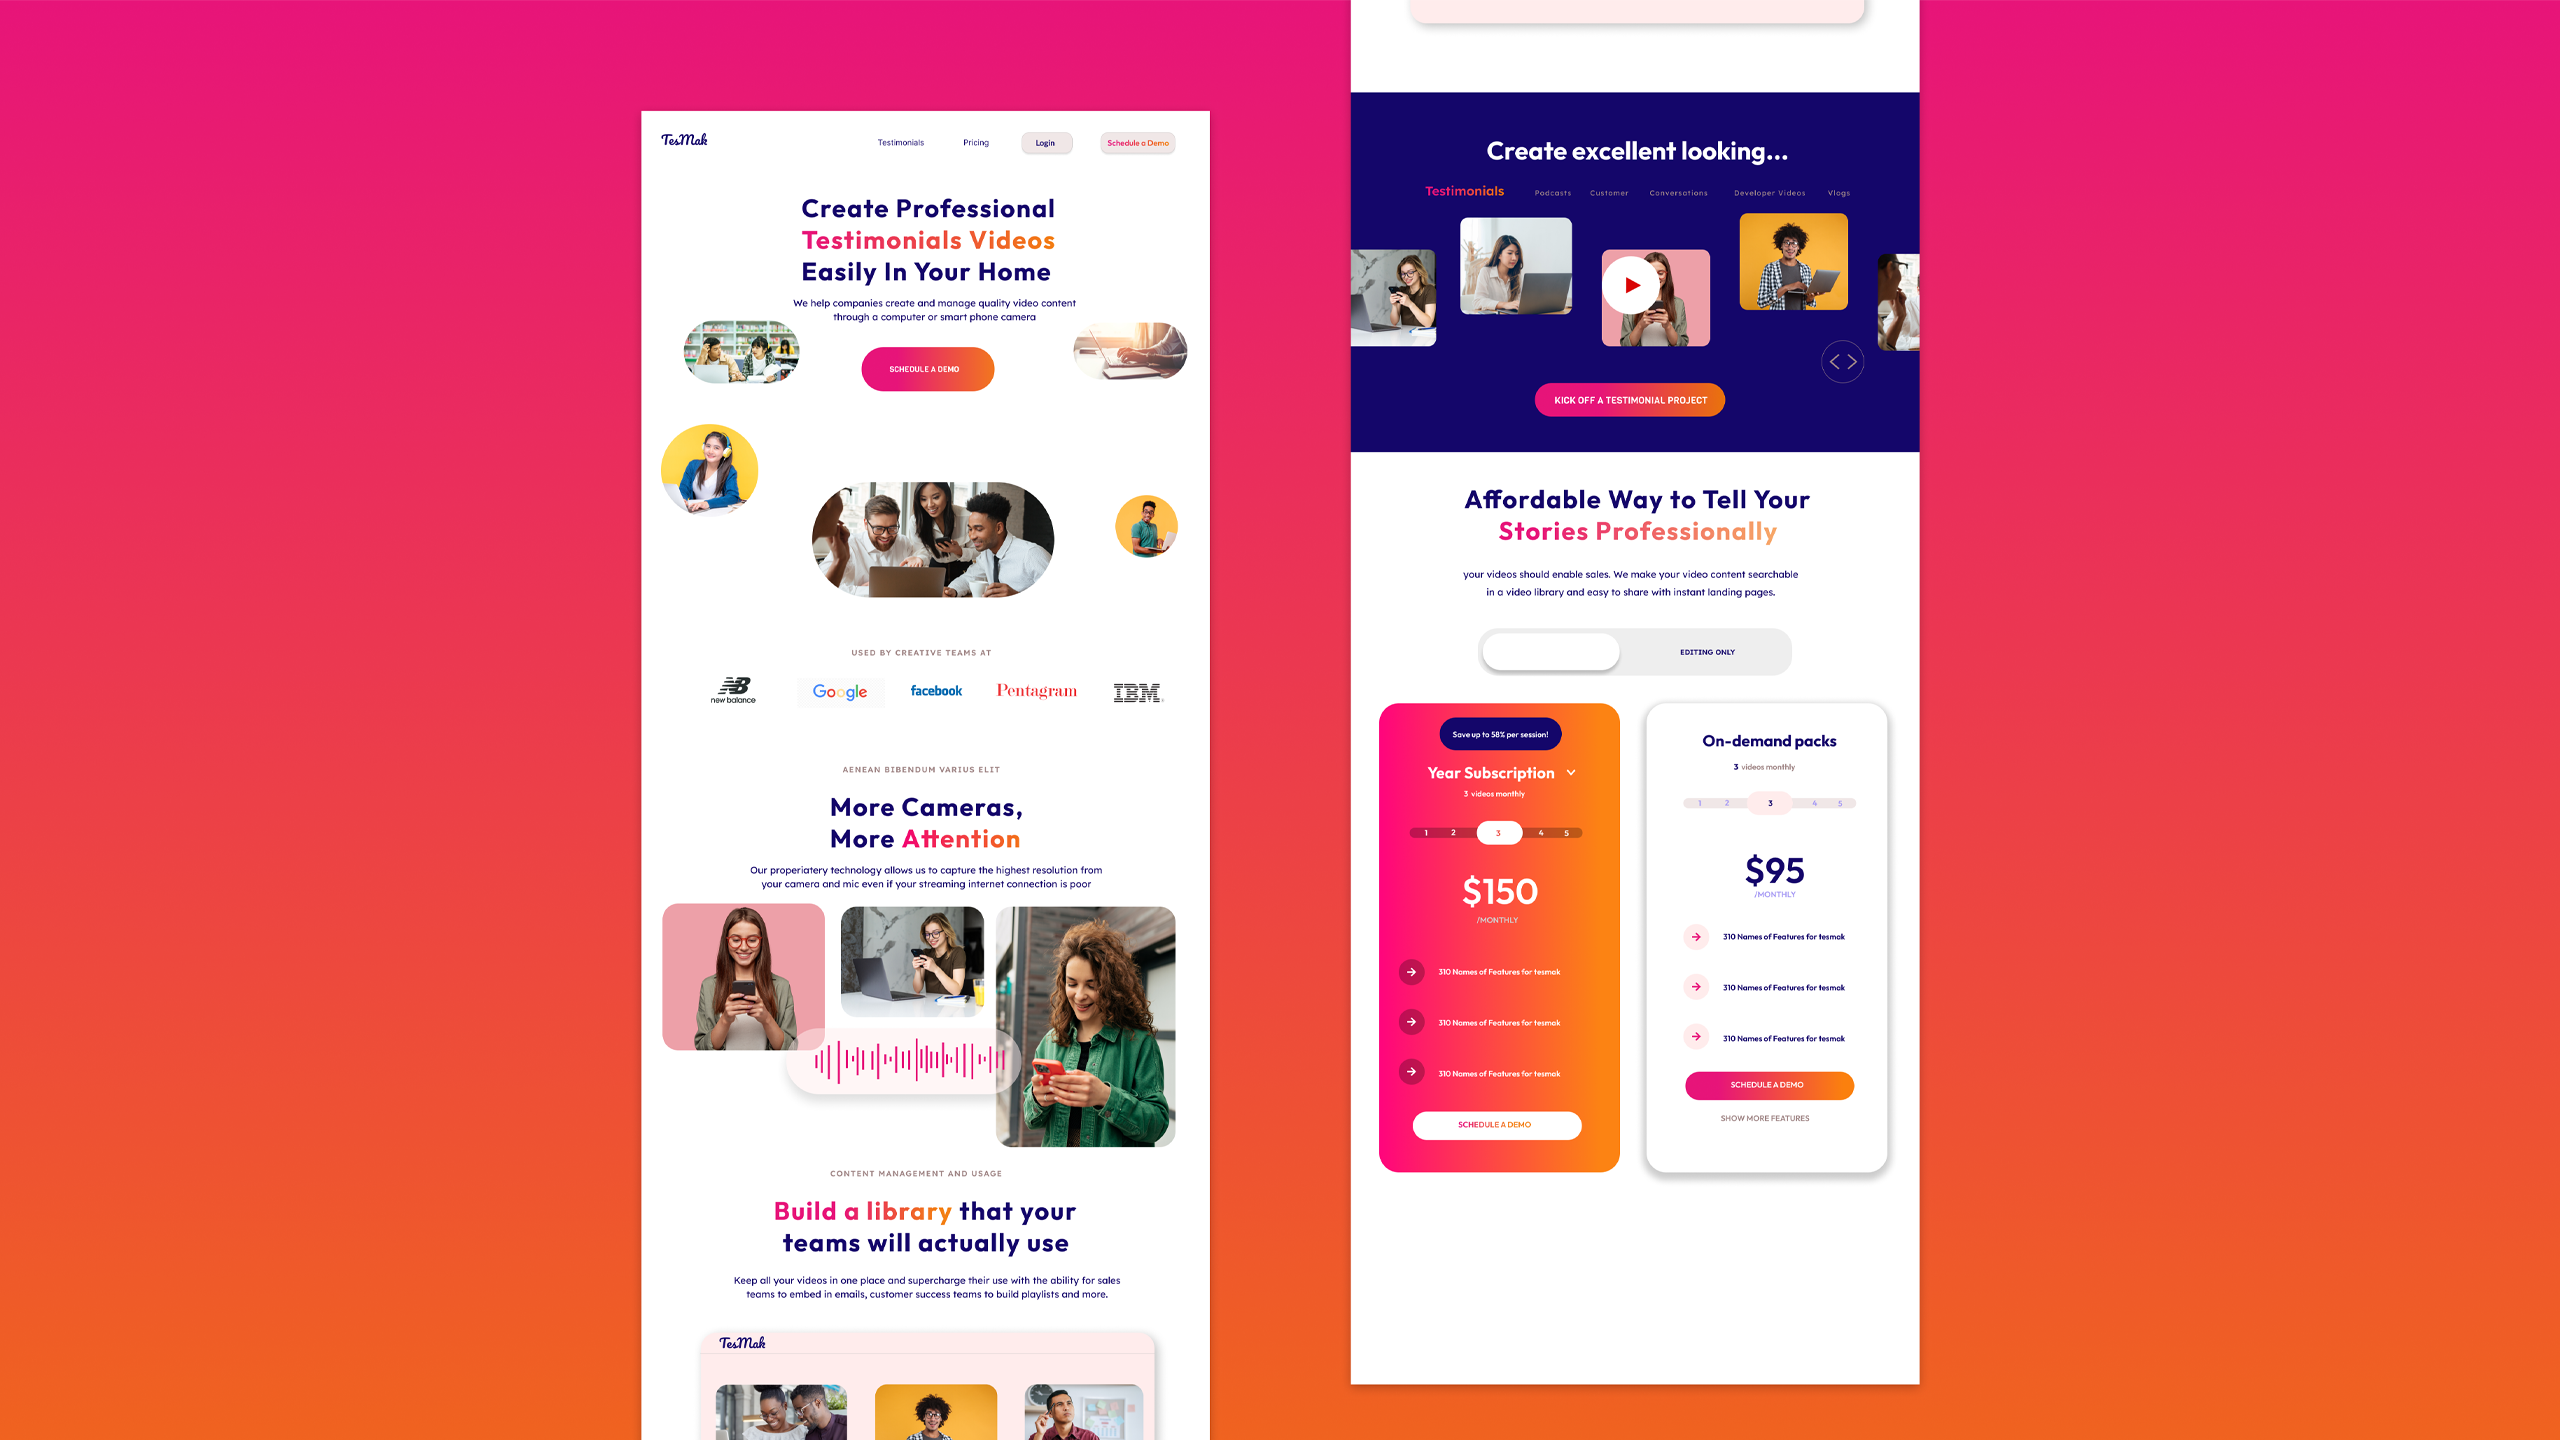 TesMak
Testimonials
Pricing
Login
Schedule a Demo
Create Professional
Testimonials Videos
Easily In Your Home
We help companies create and manage quality video content
through a computer or smart phone camera
SCHEDULE A DEMO
USED BY CREATIVE TEAMS AT
new balance
Google
facebook
Pentagram
IBM
AENEAN BIBENDUM VARIUS ELIT
More Cameras,
More Attention
Our properiatery technology allows us to capture the highest resolution from
your camera and mic even if your streaming internet connection is poor
CONTENT MANAGEMENT AND USAGE
Build a library that your
teams will actually use
Keep all your videos in one place and supercharge their use with the ability for sales
teams to embed in emails, customer success teams to build playlists and more.
TesMak
Create excellent looking...
Testimonials
Podcasts
Customer
Conversations
Developer Videos
Vlogs
KICK OFF A TESTIMONIAL PROJECT
Affordable Way to Tell Your
Stories Professionally
your videos should enable sales. We make your video content searchable
in a video library and easy to share with instant landing pages.
EDITING ONLY
Save up to 58% per session!
Year Subscription
3 videos monthly
1 2 3 4 5
$150
/MONTHLY
310 Names of Features for tesmak
310 Names of Features for tesmak
310 Names of Features for tesmak
SCHEDULE A DEMO
On-demand packs
3 videos monthly
1 2 3 4 5
$95
/MONTHLY
310 Names of Features for tesmak
310 Names of Features for tesmak
310 Names of Features for tesmak
SCHEDULE A DEMO
SHOW MORE FEATURES